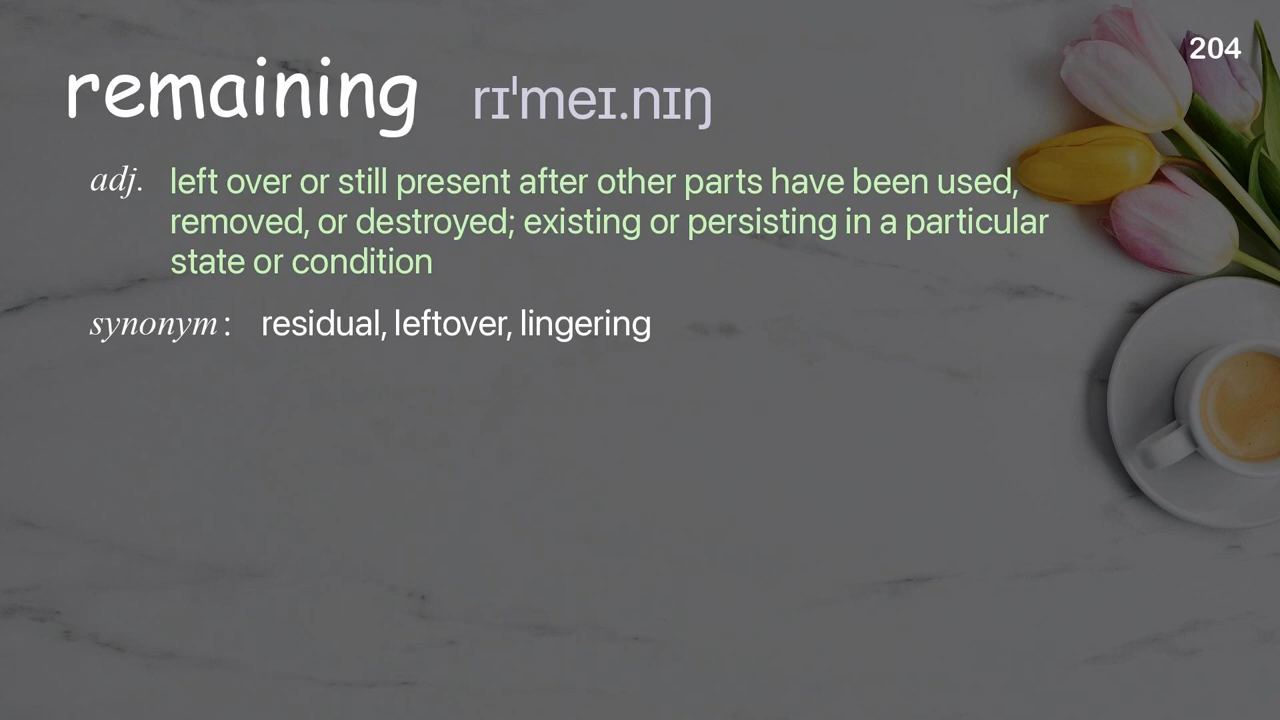 204
remaining rɪˈmeɪ.nɪŋ
adj. left over or still present after other parts have been used,
removed, or destroyed; existing or persisting in a particular
state or condition
synonym: residual, leftover, lingering